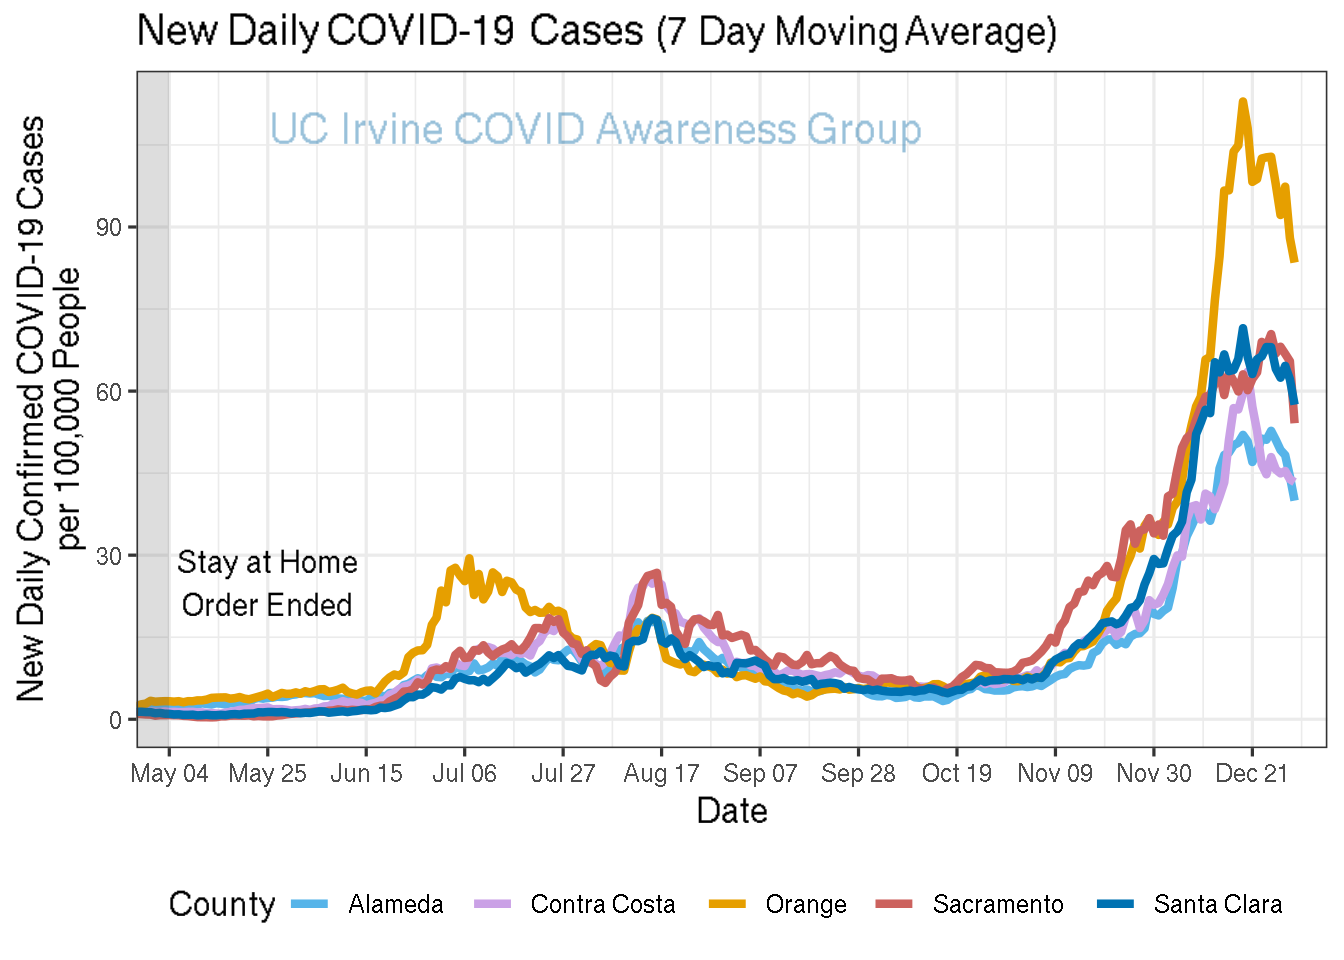 New Daily COVID-19 Cases (7 Day Moving Average)
UC Irvine COVID Awareness Group
New Daily Confirmed COVID-19 Cases
per 100,000 People
90
60
30
0
Stay at Home
Order Ended
May 04 May 25 Jun 15 Jul 06 Jul 27 Aug 17 Sep 07 Sep 28 Oct 19 Nov 09 Nov 30 Dec 21
Date
County Alameda Contra Costa Orange Sacramento Santa Clara